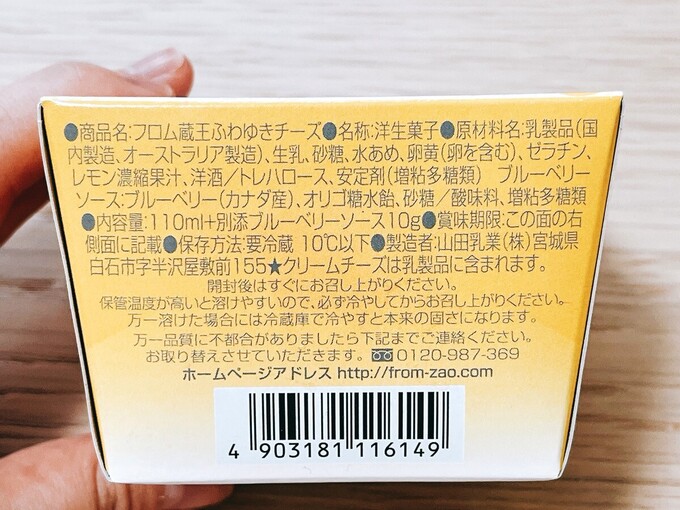 ●商品名:フロム蔵王ふわゆきチーズ●名称:洋生菓子●原材料名:乳製品(国
内製造、オーストラリア製造)、生乳、砂糖、水あめ、卵黄(卵を含む)、ゼラチン、
レモン濃縮果汁、洋酒/トレハロース、安定剤(増粘多糖類) ブルーベリー
ソース:ブルーベリー(カナダ産)、オリゴ糖水飴、砂糖/酸味料、増粘多糖類
●内容量:110ml+別添ブルーベリーソース10g●賞味期限:この面の右
側面に記載●保存方法:要冷蔵 10℃以下●製造者:山田乳業(株)宮城県
白石市字半沢屋敷前155★クリームチーズは乳製品に含まれます。
開封後はすぐにお召し上がりください。
保管温度が高いと溶けやすいので、必ず冷やしてからお召し上がりください。
万一溶けた場合には冷蔵庫で冷やすと本来の固さになります。
万一品質に不都合がありましたら下記までご連絡ください。
お取り替えさせていただきます。 0120-987-369
ホームページアドレス http://from-zao.com
4 903181 116149